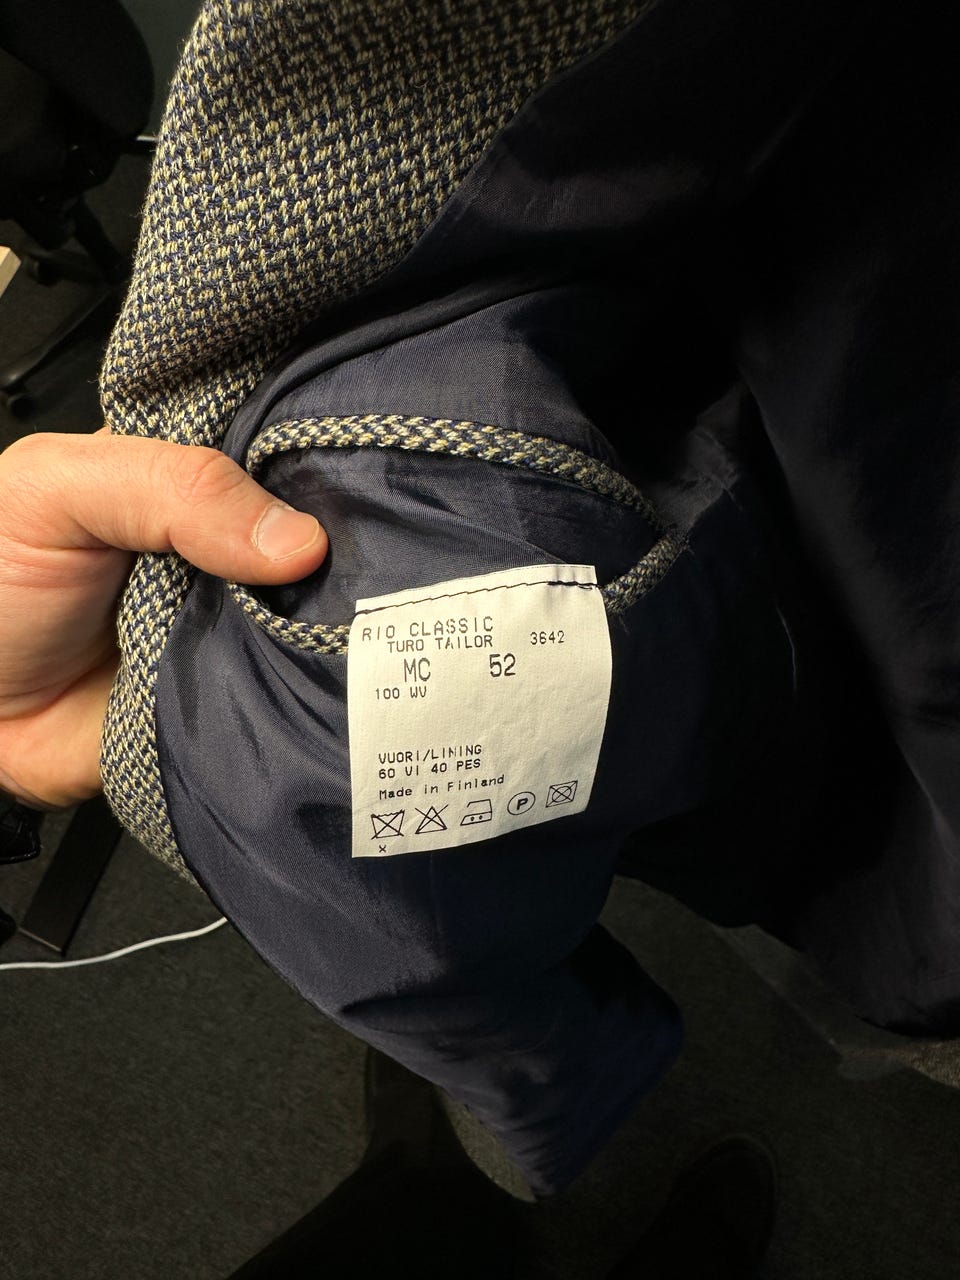 RIO CLASSIC
TURO TAILOR 3642
MC 52
100 WV
VUORI/LINING
60 VI 40 PES
Made in Finland
P
x